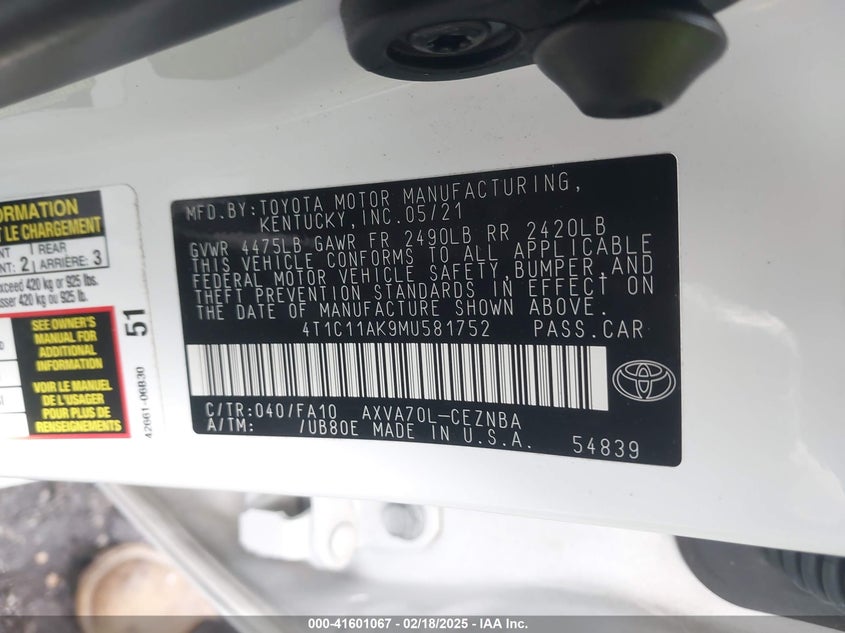 ORMATION
T LE CHARGEMENT
NT REAR
NT: 2 ARRIÈRE: 3
exceed 420 kg or 925 lbs.
sser 420 kg ou 925 lb.
SEE OWNER'S
MANUAL FOR
ADDITIONAL
INFORMATION
VOIR LE MANUEL
DE L'USAGER
POUR PLUS DE
RENSEIGNEMENTS
51
42661-06B30
MFD.BY:TOYOTA MOTOR MANUFACTURING,
KENTUCKY,INC.05/21
GVWR 4475LB GAWR FR 2490LB RR 2420LB
THIS VEHICLE CONFORMS TO ALL APPLICABLE
FEDERAL MOTOR VEHICLE SAFETY,BUMPER,AND
THEFT PREVENTION STANDARDS IN EFFECT ON
THE DATE OF MANUFACTURE SHOWN ABOVE.
4T1C11AK9MU581752 PASS.CAR
C/TR:040/FA10 AXVA70L-CEZNBA
A/TM: /UB80E MADE IN U.S.A.
54839
000-41601067 - 02/18/2025 - IAA Inc.